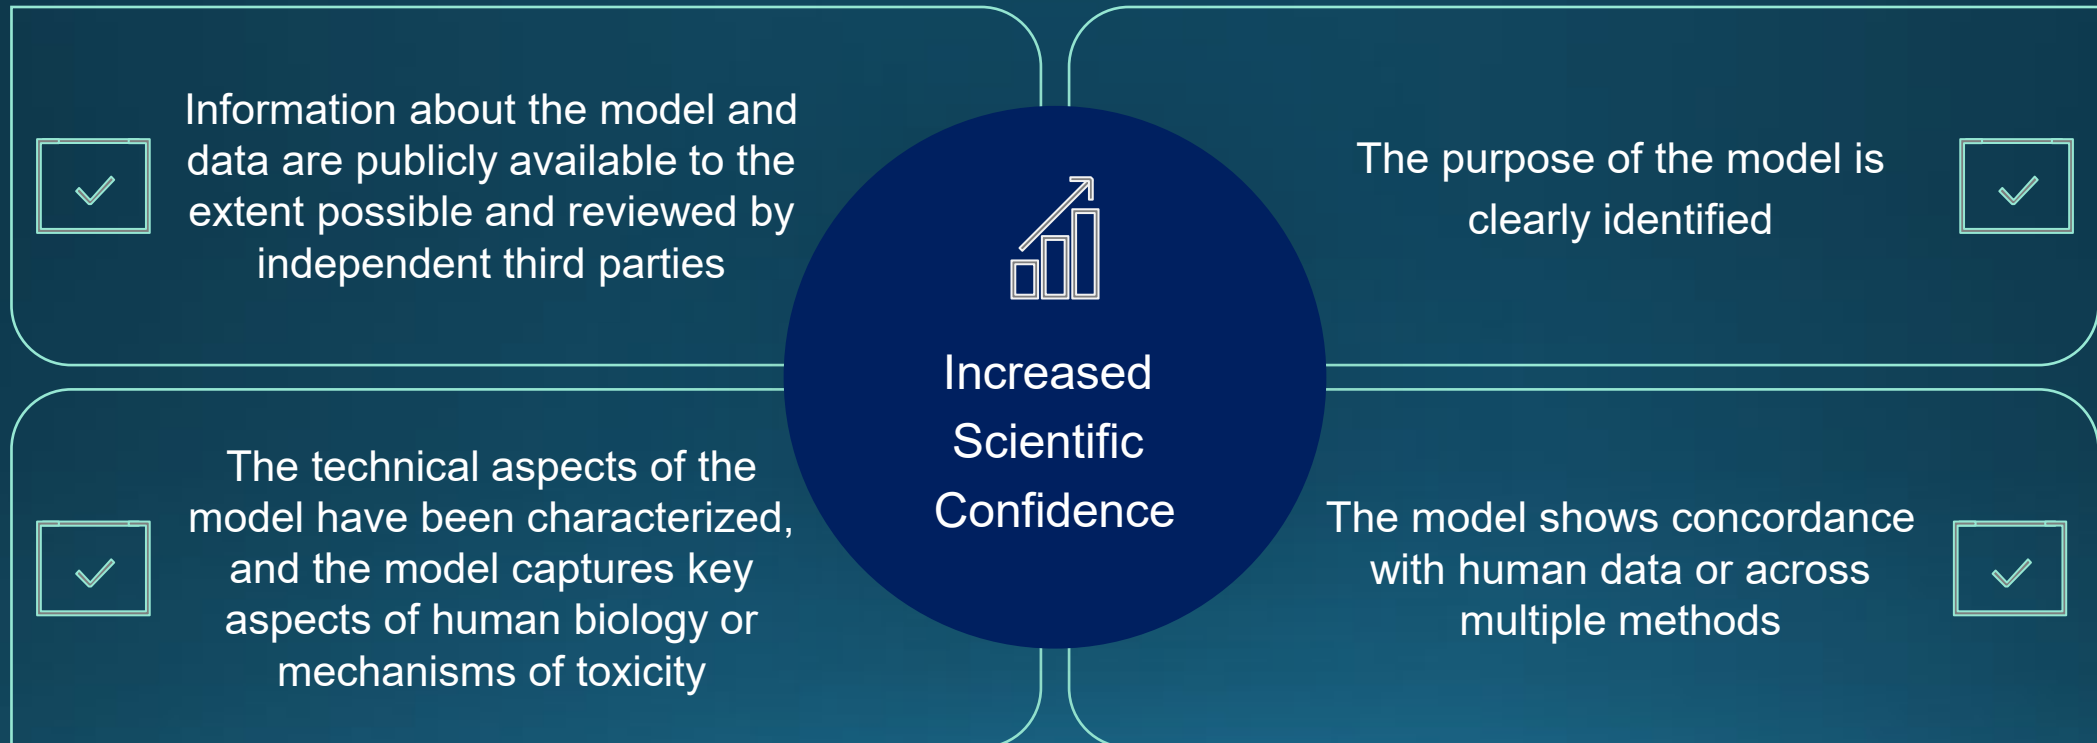 Information about the model and
data are publicly available to the
extent possible and reviewed by
independent third parties
The purpose of the model is
clearly identified
Increased
Scientific
Confidence
The technical aspects of the
model have been characterized,
and the model captures key
aspects of human biology or
mechanisms of toxicity
The model shows concordance
with human data or across
multiple methods